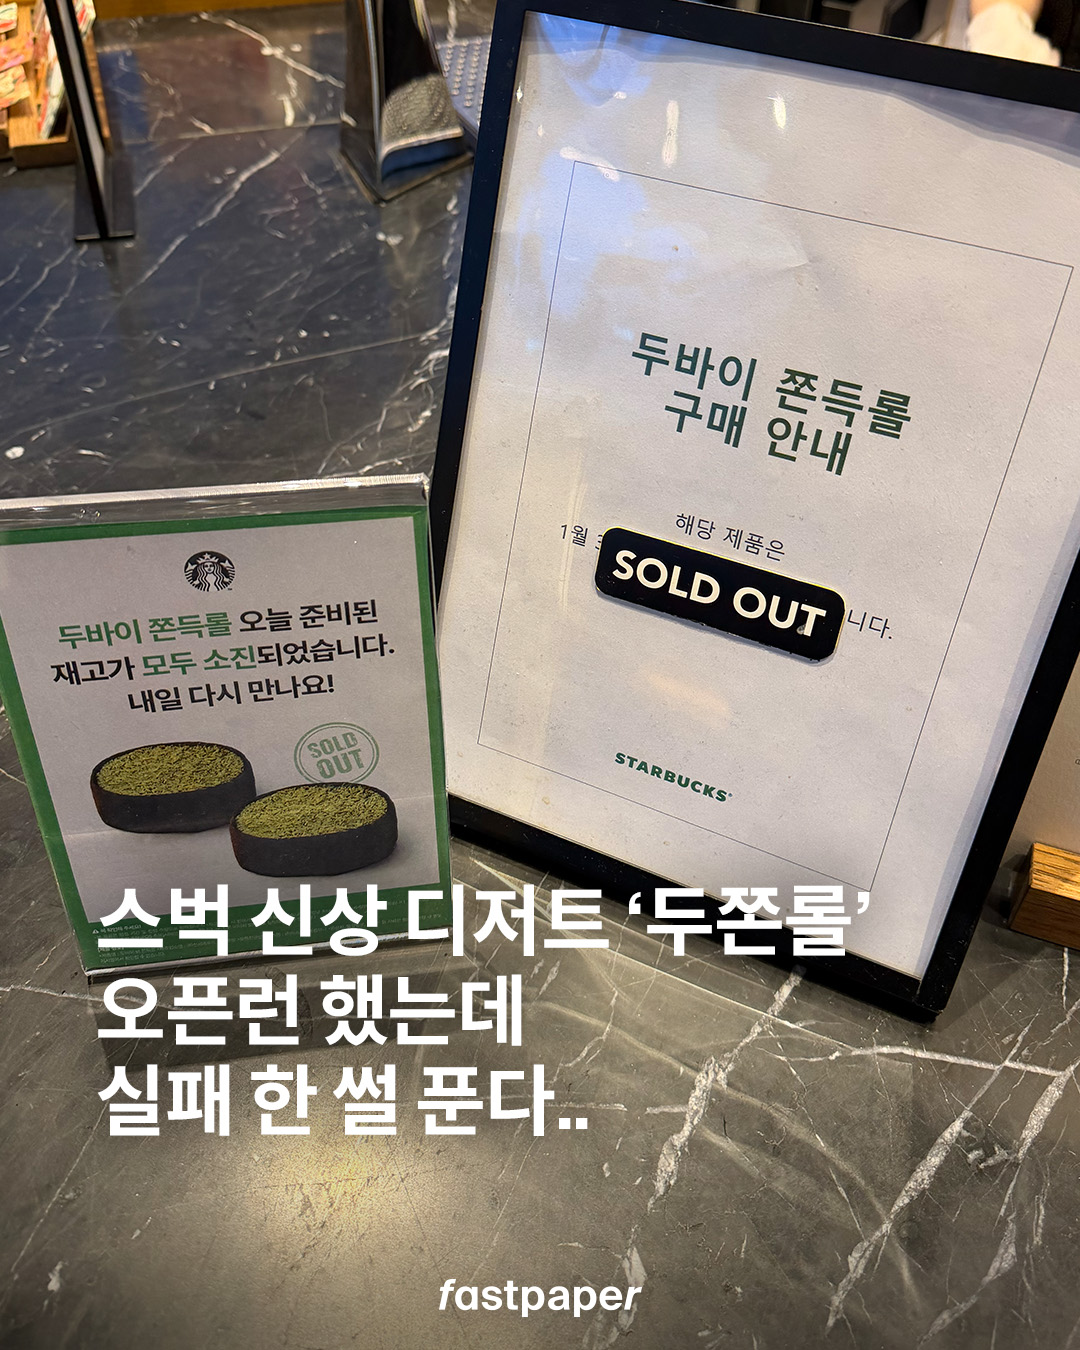 두바이 쫀득롤
구매 안내
해당 제품은
1월
SOLD OUT
니다.
STARBUCKS
두바이 쫀득롤 오늘 준비된
재고가 모두 소진되었습니다.
내일 다시 만나요!
SOLD
OUT
스벅 신상 디저트 ‘두쫀롤’
오픈런 했는데
실패 한 썰 푼다..
fastpaper